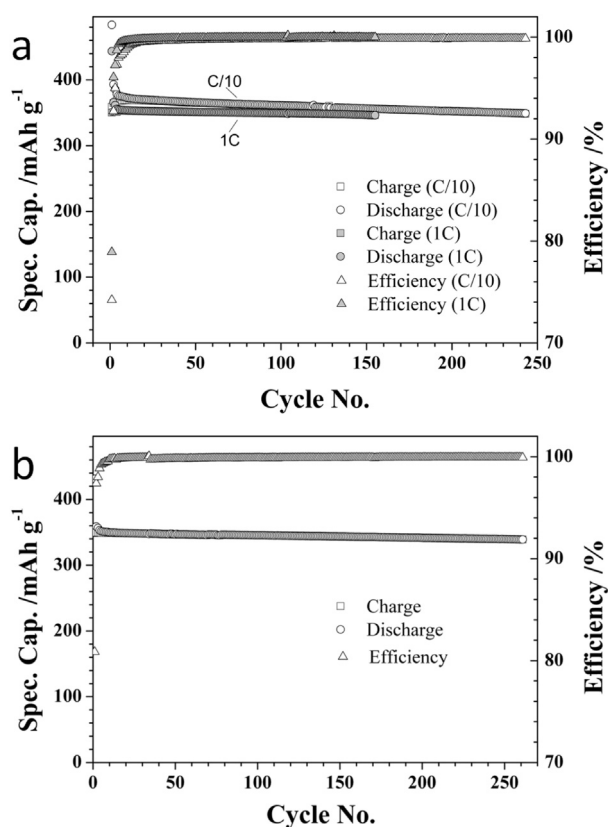 a
400
300
200
100
0
Spec. Cap. /mAh g-1
C/10
1C
Charge (C/10)
Discharge (C/10)
Charge (1C)
Discharge (1C)
Efficiency (C/10)
Efficiency (1C)
100
90
80
70
Efficiency /%
0 50 100 150 200 250
Cycle No.
b
400
300
200
100
0
Spec. Cap. /mAh g-1
Charge
Discharge
Efficiency
100
90
80
70
Efficiency /%
0 50 100 150 200 250
Cycle No.